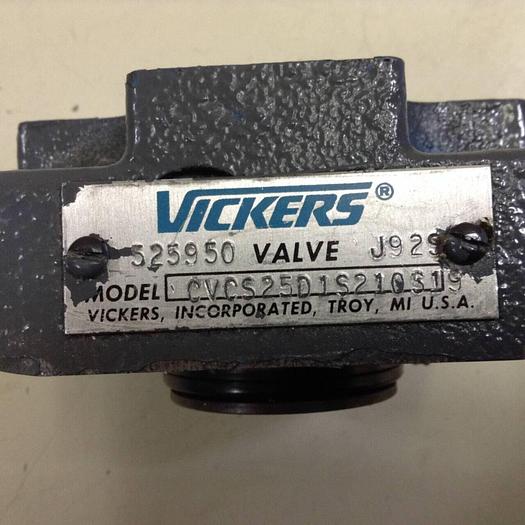 VICKERS®
525950 VALVE J929
MODEL CVCS25D1S210S19
VICKERS, INCORPORATED, TROY, MI U.S.A.